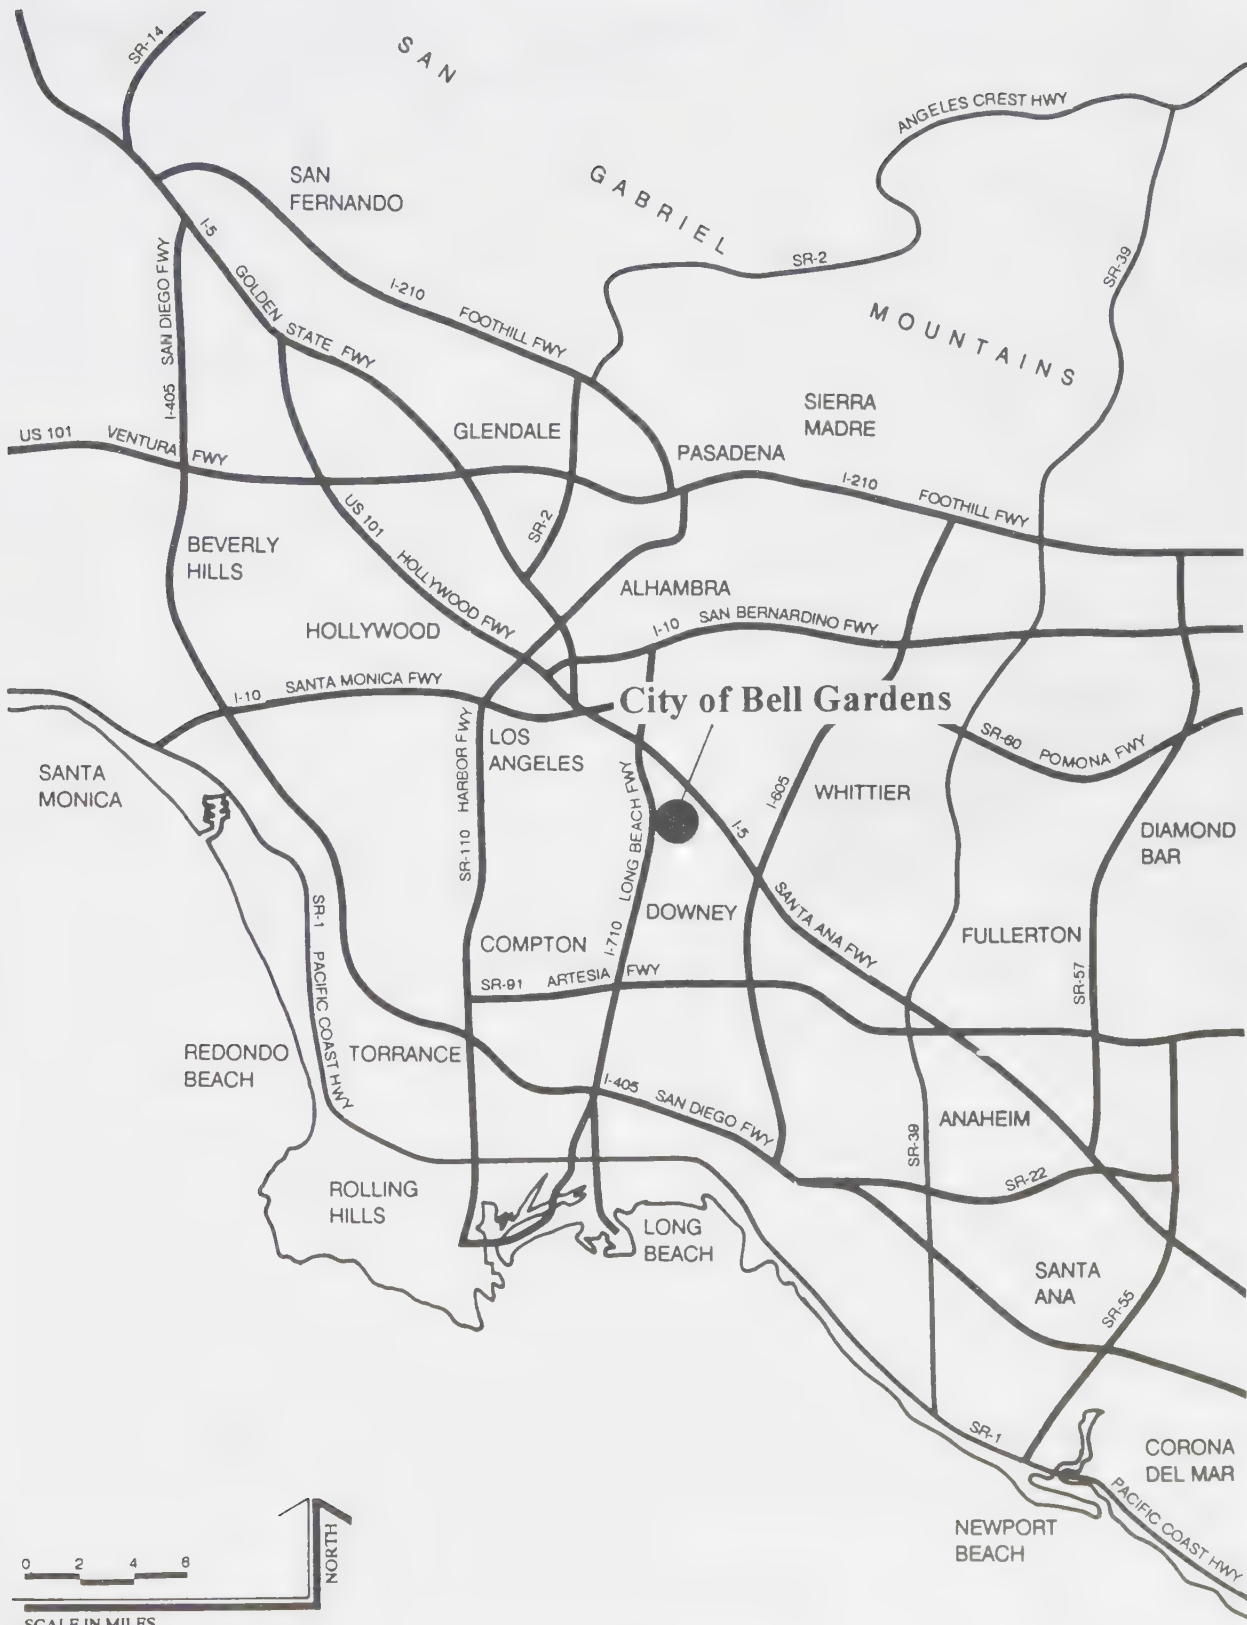 SR-14
SAN
ANGELES CREST HWY
SAN
FERNANDO
GABRIEL
I-5
SAN DIEGO FWY
SR-2
SR-39
GOLDEN STATE FWY
I-210
FOOTHILL FWY
MOUNTAINS
I-405
SIERRA
MADRE
US 101
VENTURA FWY
GLENDALE
PASADENA
I-210
FOOTHILL FWY
US 101
SR-2
BEVERLY
HILLS
HOLLYWOOD FWY
ALHAMBRA
HOLLYWOOD
I-10
SAN BERNARDINO FWY
I-10
SANTA MONICA FWY
City of Bell Gardens
HARBOR FWY
LOS
ANGELES
SR-60
POMONA FWY
SANTA
MONICA
LONG BEACH FWY
I-605
WHITTIER
SR-110
I-5
DIAMOND
BAR
SR-1
DOWNEY
SANTA ANA FWY
COMPTON
I-710
FULLERTON
SR-91
ARTESIA FWY
SR-57
PACIFIC COAST HWY
REDONDO
BEACH
TORRANCE
I-405
SAN DIEGO FWY
ANAHEIM
SR-39
SR-22
ROLLING
HILLS
LONG
BEACH
SANTA
ANA
SR-55
SR-1
CORONA
DEL MAR
PACIFIC COAST HWY
NEWPORT
BEACH
NORTH
0 2 4 6
SCALE IN MILES